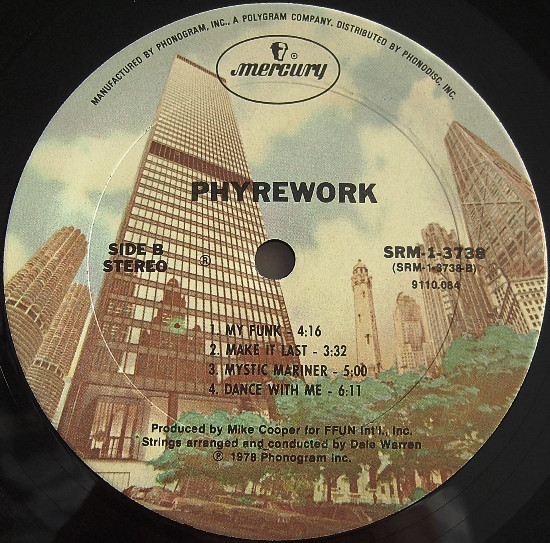 MANUFACTURED BY PHONOGRAM, INC., A POLYGRAM COMPANY. DISTRIBUTED BY PHONODISC, INC.
mercury
®
PHYREWORK
SIDE B
STEREO
®
SRM-1-3738
(SRM-1-3738-B)
9110.084
1. MY FUNK - 4:16
2. MAKE IT LAST - 3:32
3. MYSTIC MARINER - 5:00
4. DANCE WITH ME - 6:11
Produced by Mike Cooper for FFUN Int'l., Inc.
Strings arranged and conducted by Dale Warren
℗ 1978 Phonogram Inc.